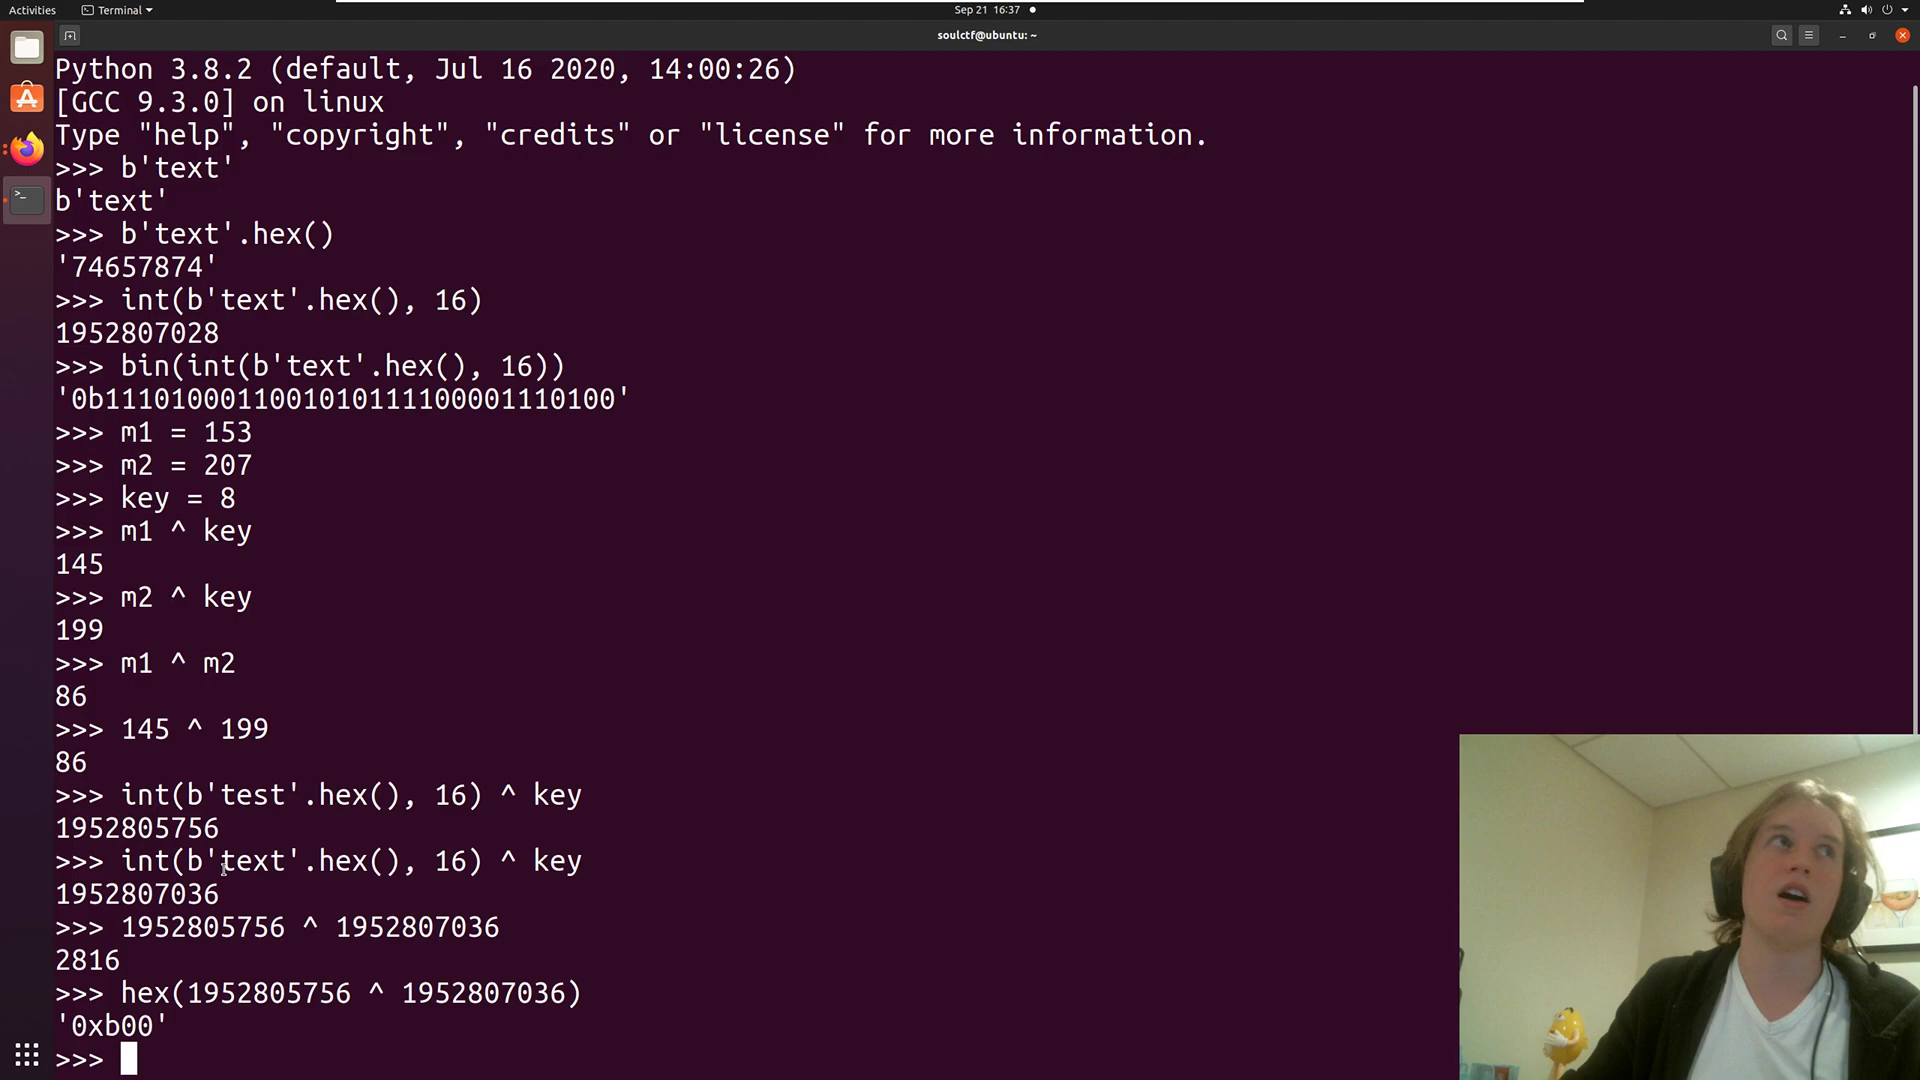 Activities
Terminal
Sep 21 16:37
soulctf@ubuntu: ~
Python 3.8.2 (default, Jul 16 2020, 14:00:26)
[GCC 9.3.0] on linux
Type "help", "copyright", "credits" or "license" for more information.
>>> b'text'
b'text'
>>> b'text'.hex()
'74657874'
>>> int(b'text'.hex(), 16)
1952807028
>>> bin(int(b'text'.hex(), 16))
'0b1110100011001010111100001110100'
>>> m1 = 153
>>> m2 = 207
>>> key = 8
>>> m1 ^ key
145
>>> m2 ^ key
199
>>> m1 ^ m2
86
>>> 145 ^ 199
86
>>> int(b'test'.hex(), 16) ^ key
1952805756
>>> int(b'text'.hex(), 16) ^ key
1952807036
>>> 1952805756 ^ 1952807036
2816
>>> hex(1952805756 ^ 1952807036)
'0xb00'
>>>